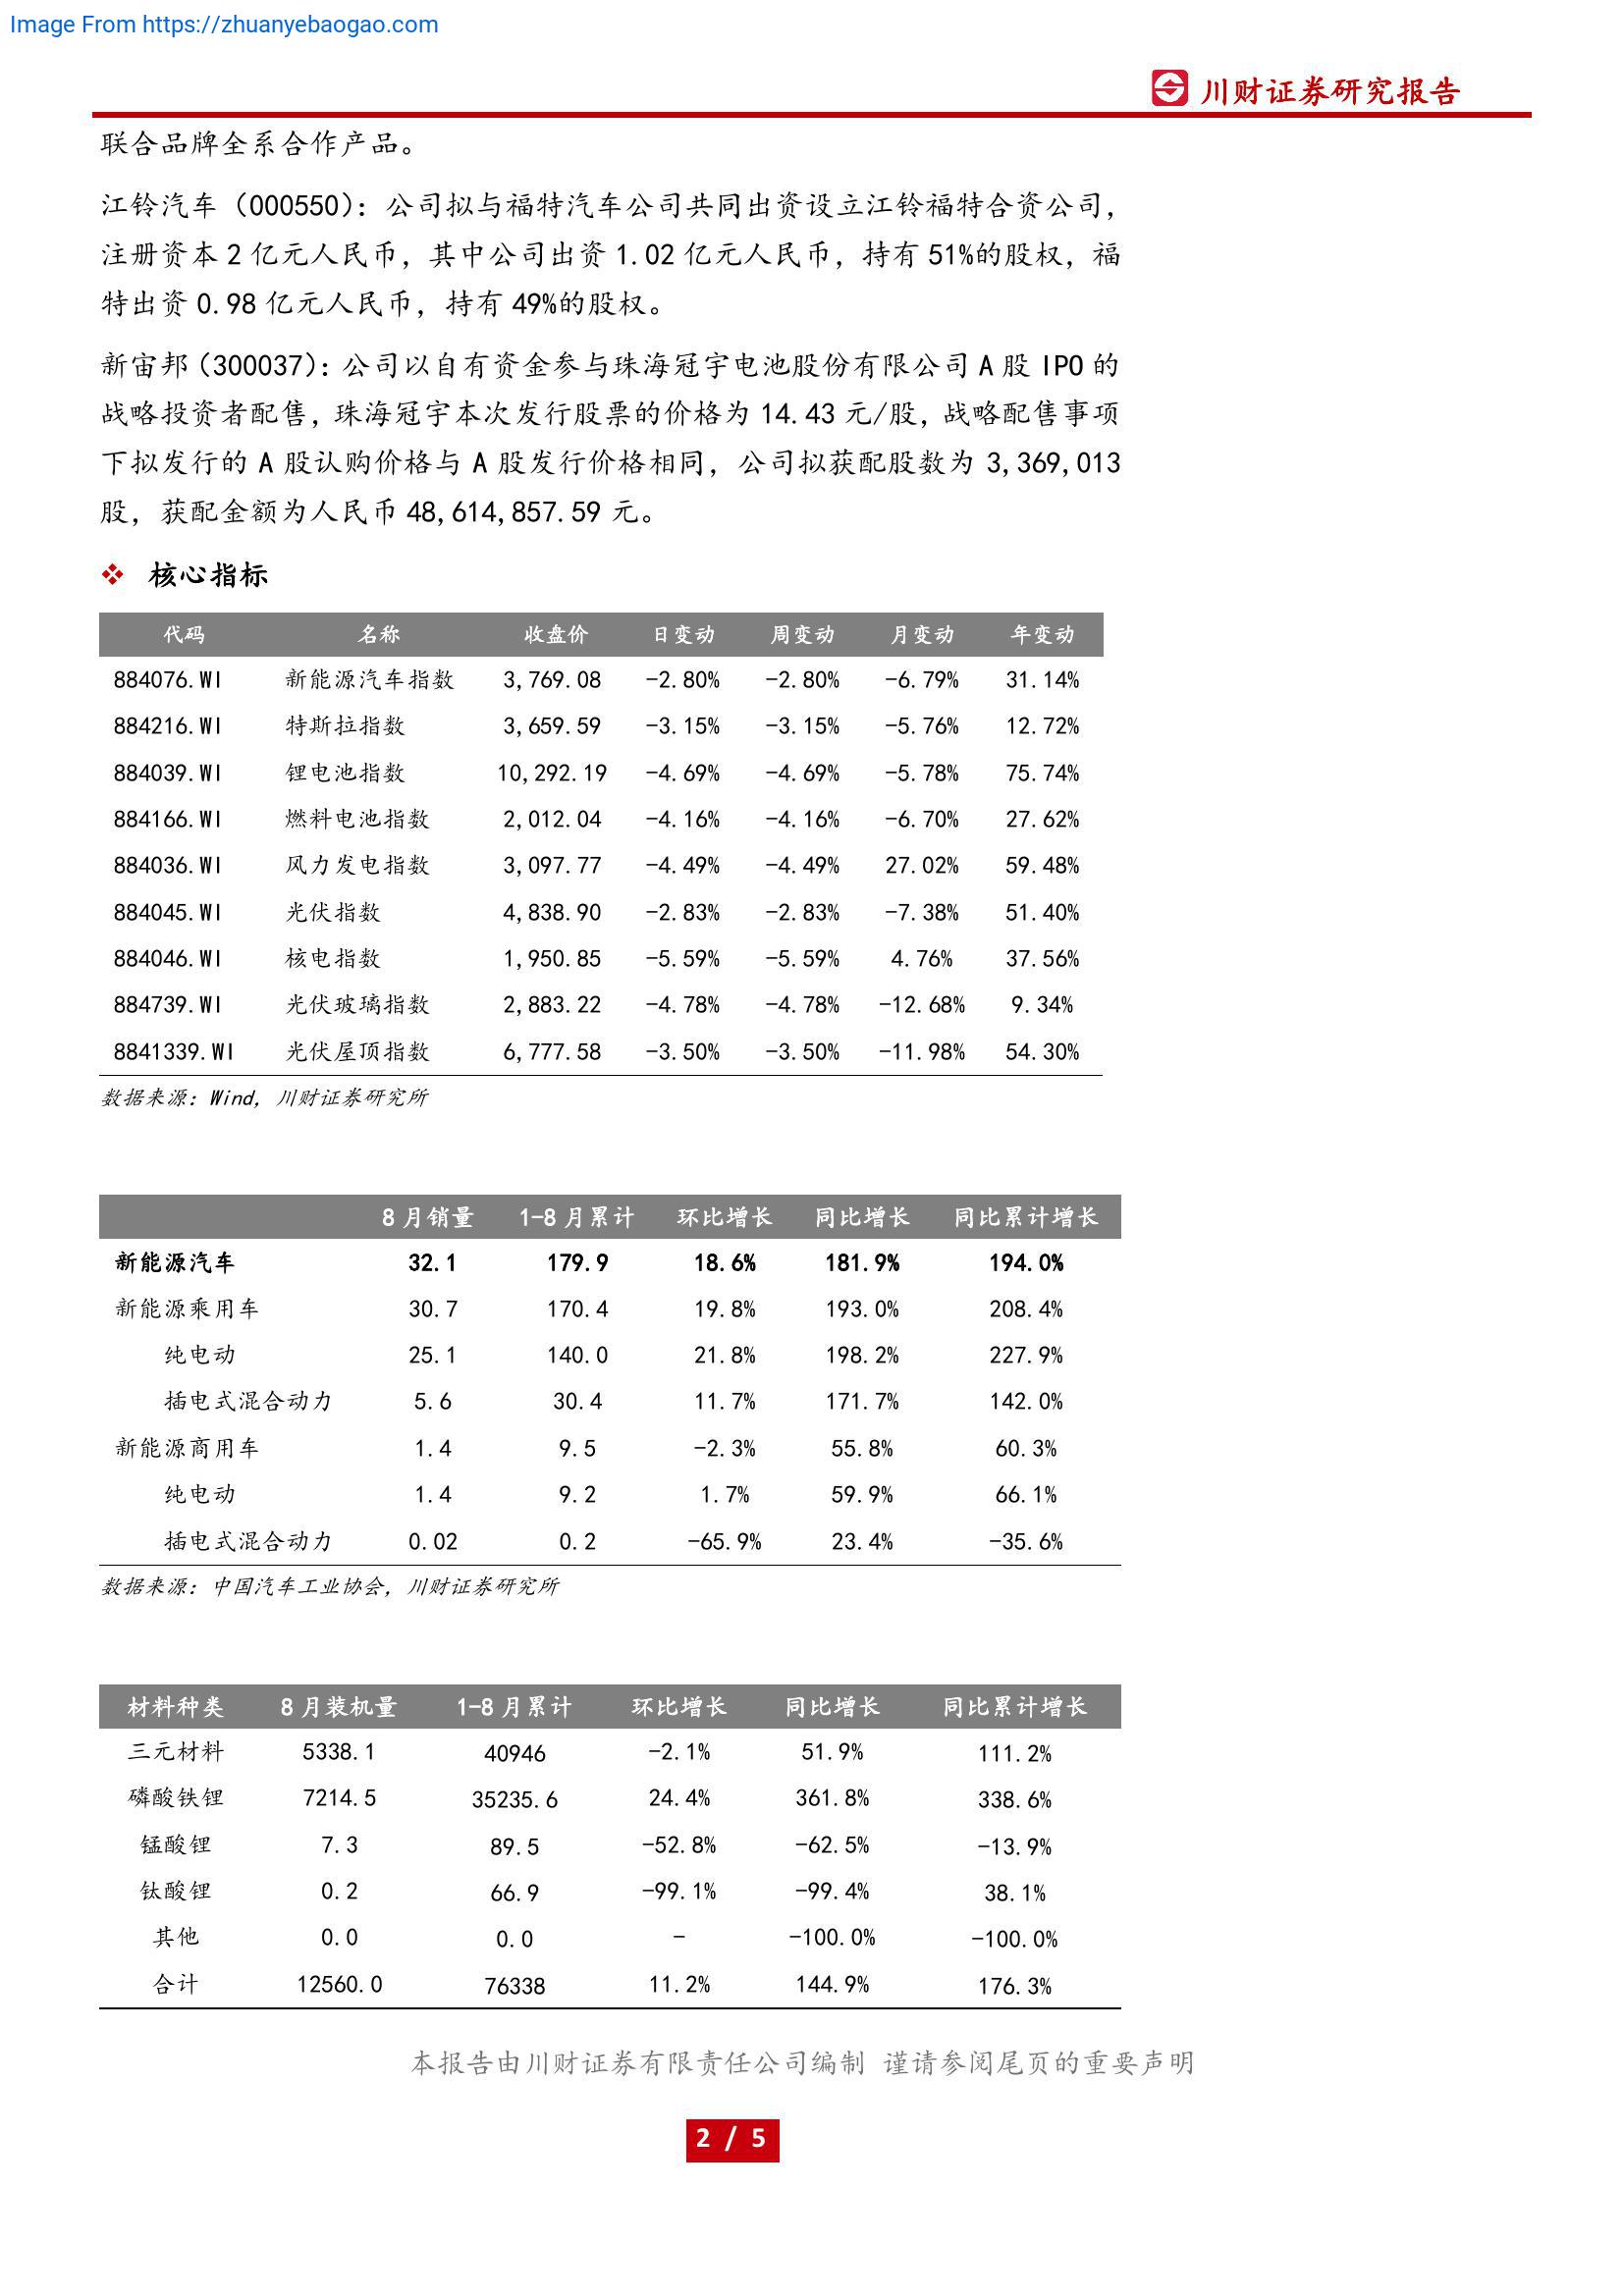 Image From https://zhuanyebaogao.com
川财证券研究报告
联合品牌全系合作产品。
江铃汽车（000550）：公司拟与福特汽车公司共同出资设立江铃福特合资公司，
注册资本 2 亿元人民币，其中公司出资 1.02 亿元人民币，持有 51%的股权，福
特出资 0.98 亿元人民币，持有 49%的股权。
新宙邦（300037）：公司以自有资金参与珠海冠宇电池股份有限公司 A 股 IPO 的
战略投资者配售，珠海冠宇本次发行股票的价格为 14.43 元/股，战略配售事项
下拟发行的 A 股认购价格与 A 股发行价格相同，公司拟获配股数为 3,369,013
股，获配金额为人民币 48,614,857.59 元。
❖ 核心指标
代码 名称 收盘价 日变动 周变动 月变动 年变动
884076.WI 新能源汽车指数 3,769.08 -2.80% -2.80% -6.79% 31.14%
884216.WI 特斯拉指数 3,659.59 -3.15% -3.15% -5.76% 12.72%
884039.WI 锂电池指数 10,292.19 -4.69% -4.69% -5.78% 75.74%
884166.WI 燃料电池指数 2,012.04 -4.16% -4.16% -6.70% 27.62%
884036.WI 风力发电指数 3,097.77 -4.49% -4.49% 27.02% 59.48%
884045.WI 光伏指数 4,838.90 -2.83% -2.83% -7.38% 51.40%
884046.WI 核电指数 1,950.85 -5.59% -5.59% 4.76% 37.56%
884739.WI 光伏玻璃指数 2,883.22 -4.78% -4.78% -12.68% 9.34%
8841339.WI 光伏屋顶指数 6,777.58 -3.50% -3.50% -11.98% 54.30%
数据来源：Wind，川财证券研究所
8 月销量 1-8 月累计 环比增长 同比增长 同比累计增长
新能源汽车 32.1 179.9 18.6% 181.9% 194.0%
新能源乘用车 30.7 170.4 19.8% 193.0% 208.4%
纯电动 25.1 140.0 21.8% 198.2% 227.9%
插电式混合动力 5.6 30.4 11.7% 171.7% 142.0%
新能源商用车 1.4 9.5 -2.3% 55.8% 60.3%
纯电动 1.4 9.2 1.7% 59.9% 66.1%
插电式混合动力 0.02 0.2 -65.9% 23.4% -35.6%
数据来源：中国汽车工业协会，川财证券研究所
材料种类 8 月装机量 1-8 月累计 环比增长 同比增长 同比累计增长
三元材料 5338.1 40946 -2.1% 51.9% 111.2%
磷酸铁锂 7214.5 35235.6 24.4% 361.8% 338.6%
锰酸锂 7.3 89.5 -52.8% -62.5% -13.9%
钛酸锂 0.2 66.9 -99.1% -99.4% 38.1%
其他 0.0 0.0 - -100.0% -100.0%
合计 12560.0 76338 11.2% 144.9% 176.3%
本报告由川财证券有限责任公司编制 谨请参阅尾页的重要声明
2 / 5